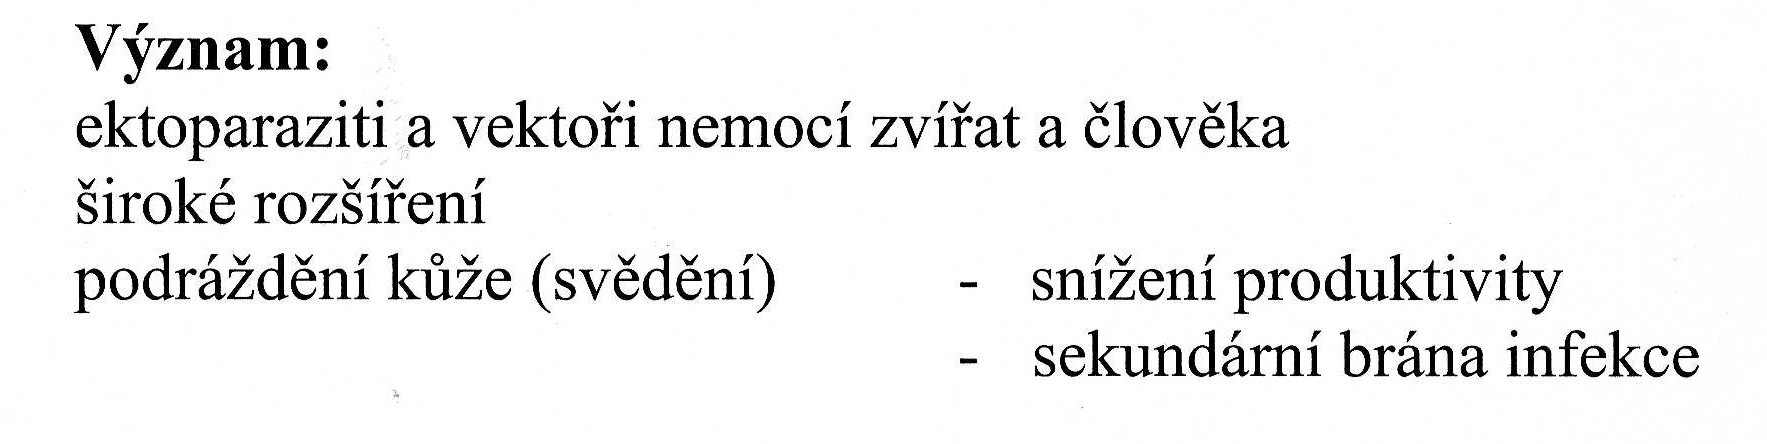 Význam:
ektoparaziti a vektoři nemocí zvířat a člověka
široké rozšíření
podráždění kůže (svědění) - snížení produktivity
- sekundární brána infekce